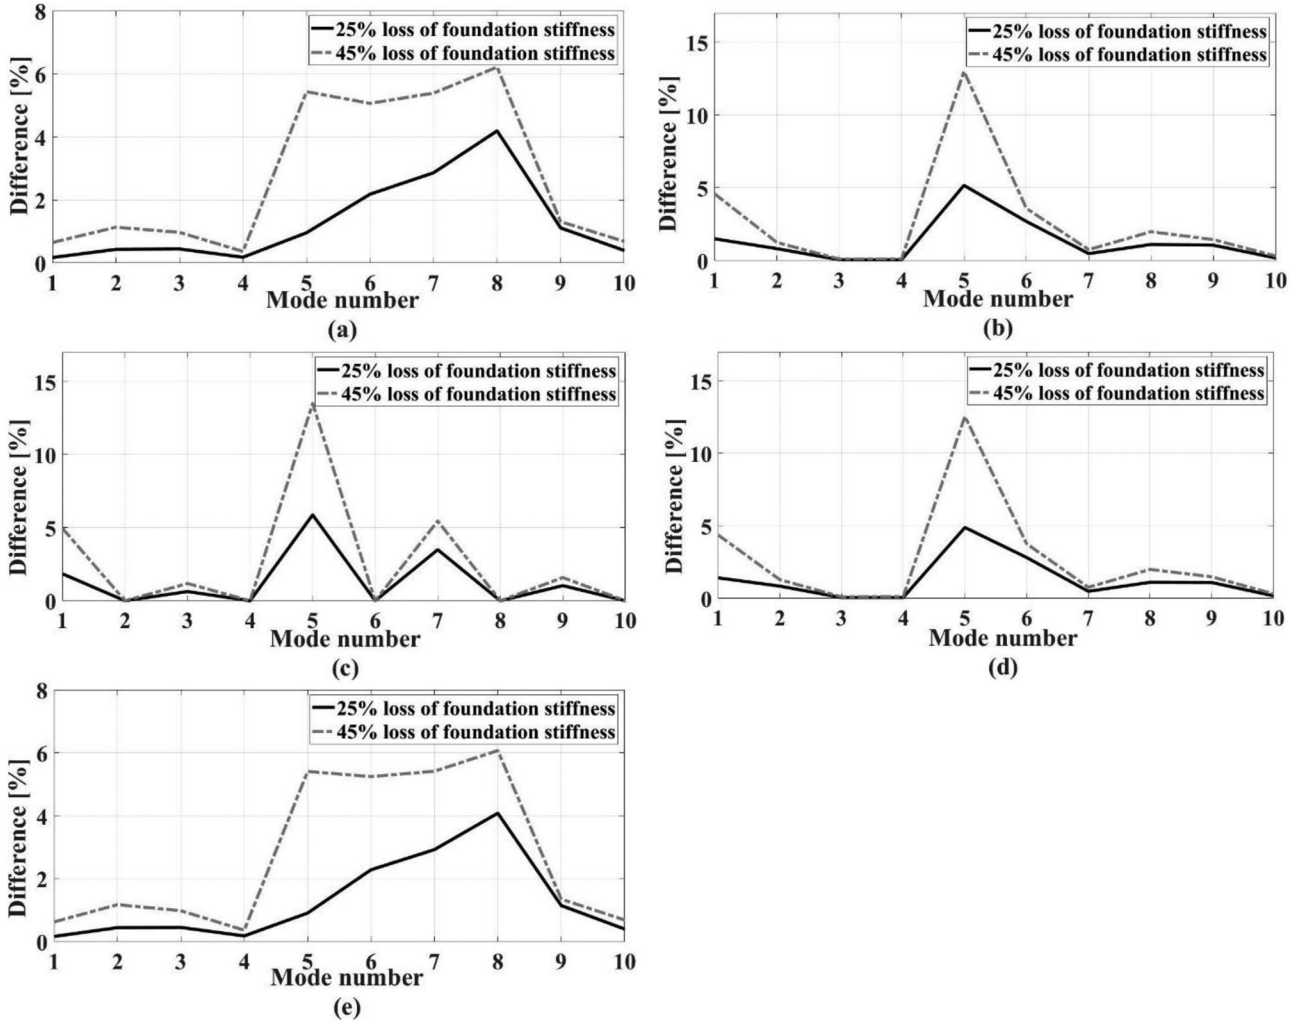 8
6
4
2
0
Difference [%]
25% loss of foundation stiffness
45% loss of foundation stiffness
1 2 3 4 5 6 7 8 9 10
Mode number
(a)
15
10
5
0
Difference [%]
25% loss of foundation stiffness
45% loss of foundation stiffness
1 2 3 4 5 6 7 8 9 10
Mode number
(b)
15
10
5
0
Difference [%]
25% loss of foundation stiffness
45% loss of foundation stiffness
1 2 3 4 5 6 7 8 9 10
Mode number
(c)
15
10
5
0
Difference [%]
25% loss of foundation stiffness
45% loss of foundation stiffness
1 2 3 4 5 6 7 8 9 10
Mode number
(d)
8
6
4
2
0
Difference [%]
25% loss of foundation stiffness
45% loss of foundation stiffness
1 2 3 4 5 6 7 8 9 10
Mode number
(e)